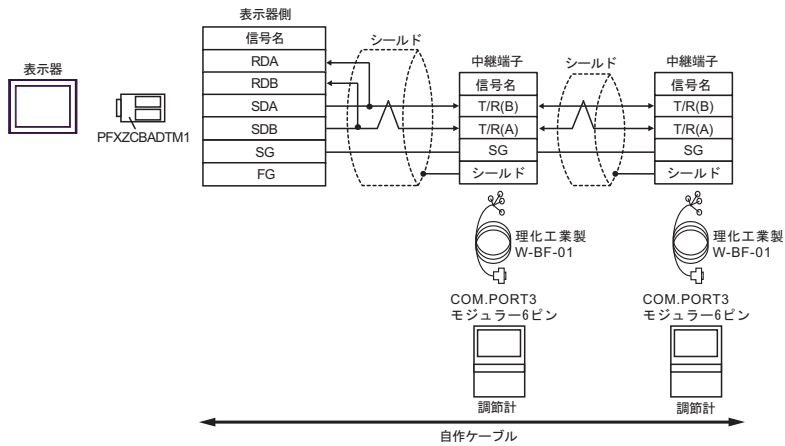 表示器側
信号名
RDA
RDB
SDA
SDB
SG
FG
表示器
PFXZCBADTM1
シールド
中継端子
信号名
T/R(B)
T/R(A)
SG
シールド
シールド
中継端子
信号名
T/R(B)
T/R(A)
SG
シールド
理化工業製
W-BF-01
COM.PORT3
モジュラー6ピン
調節計
理化工業製
W-BF-01
COM.PORT3
モジュラー6ピン
調節計
自作ケーブル